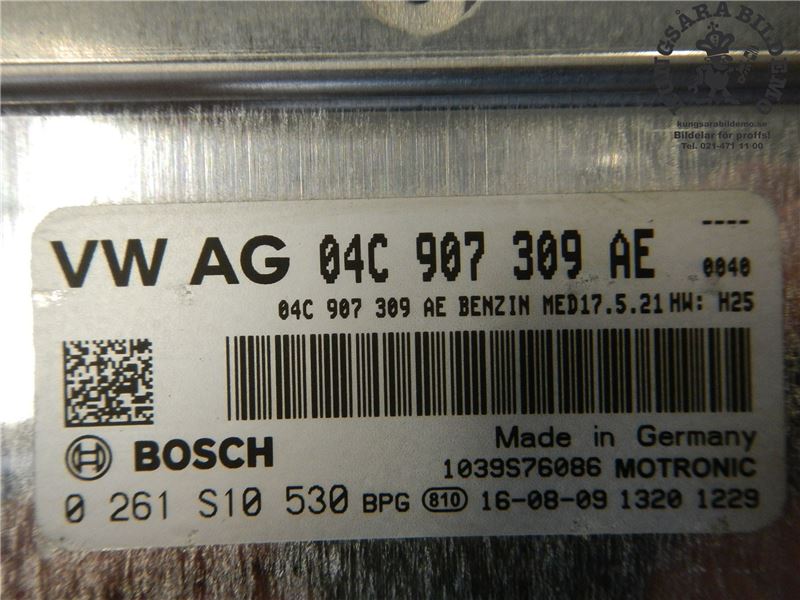 KUNGSÅRA BILDEMO
kungsarabildemo.se
Bildelar för proffs!
Tel. 021-471 11 00
----
VW AG 04C 907 309 AE 0040
04C 907 309 AE BENZIN MED17.5.21 HW: H25
BOSCH
Made in Germany
1039S76086 MOTRONIC
0 261 S10 530 BPG 810 16-08-09 1320 1229